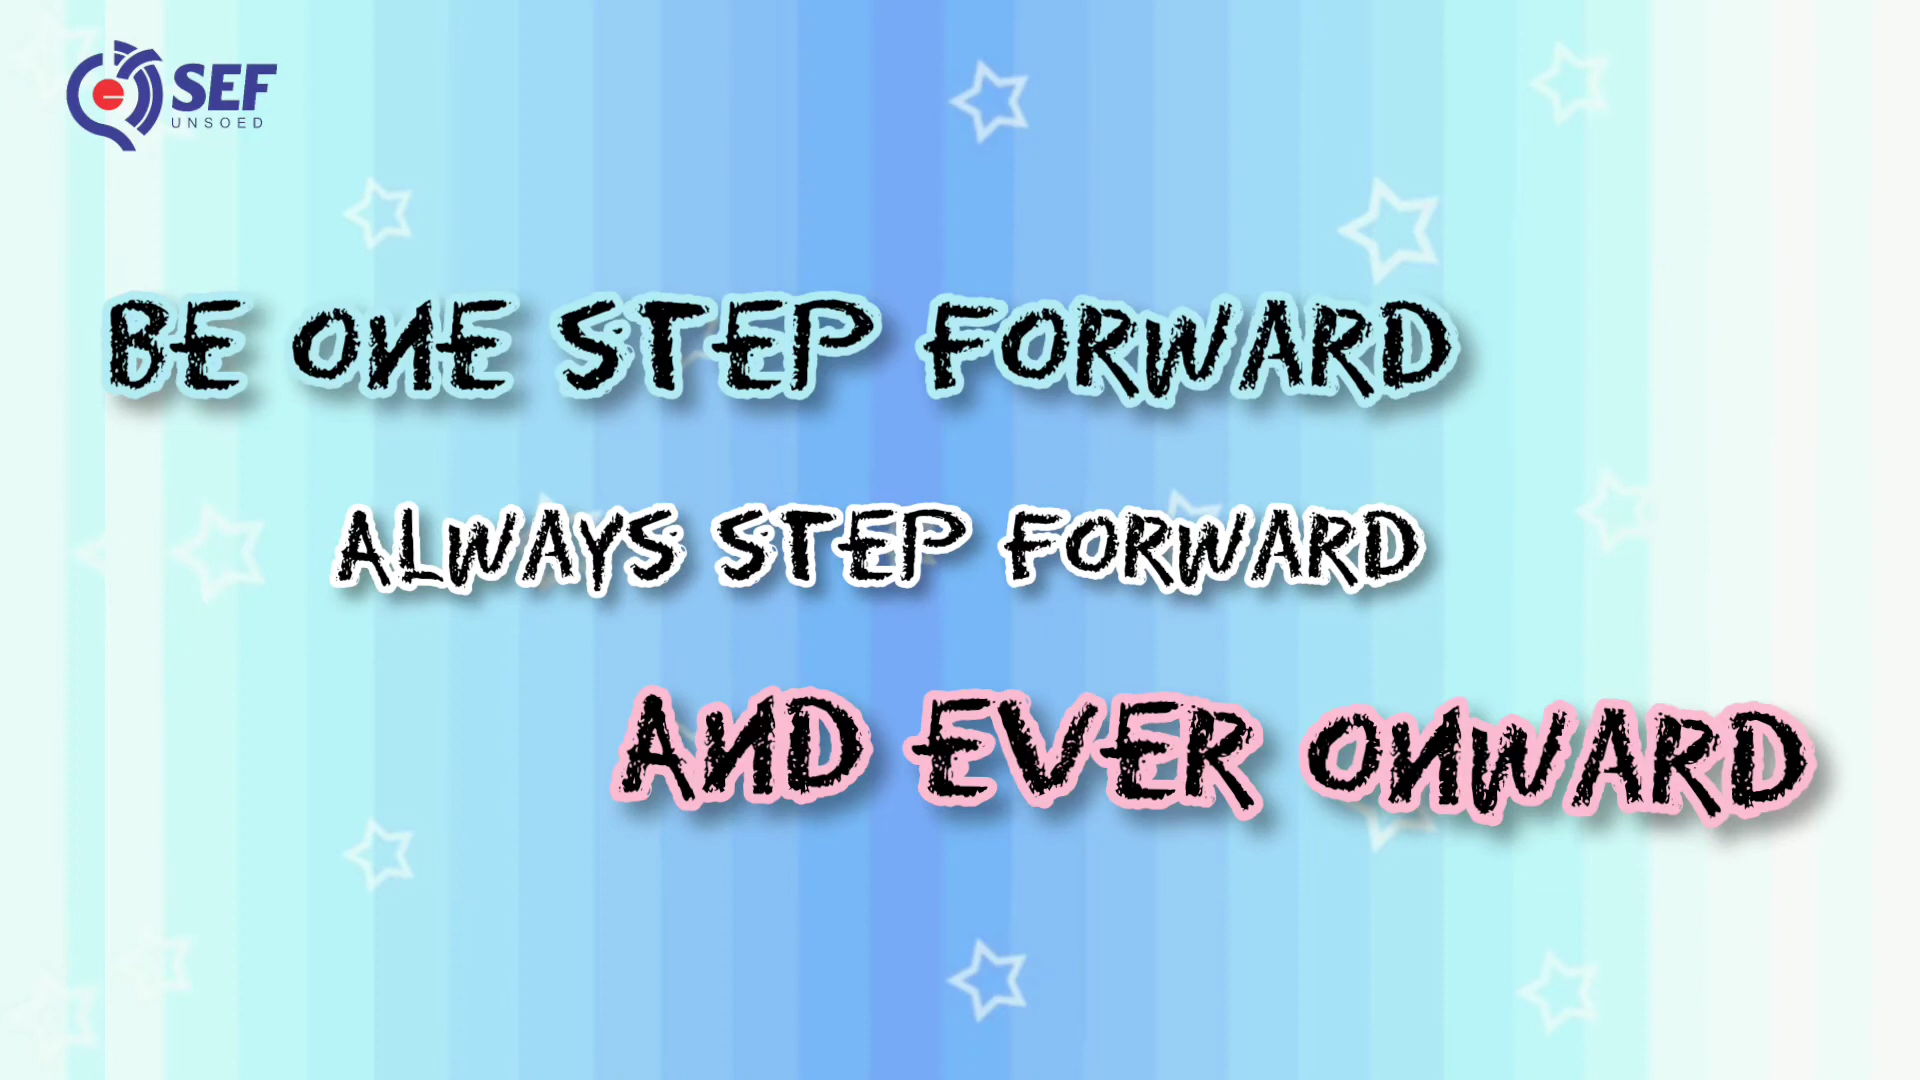 SEF
UNSOED
BE ONE STEP FORWARD
ALWAYS STEP FORWARD
AND EVER ONWARD